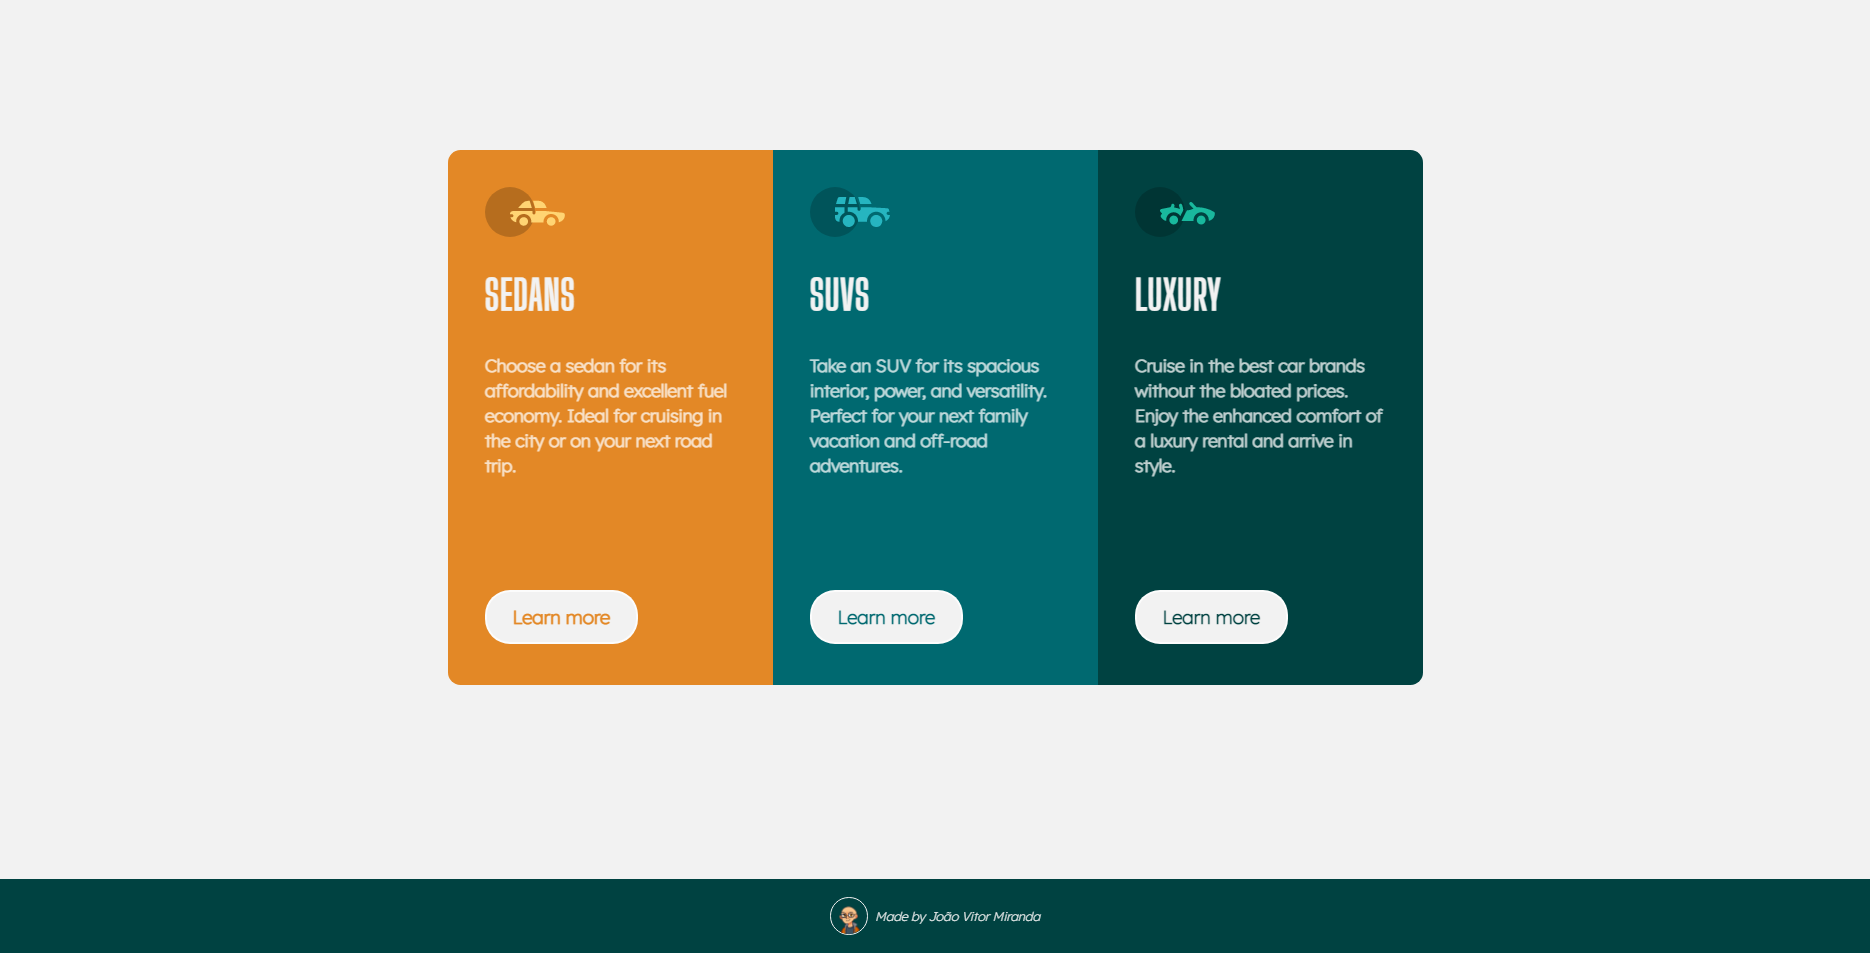 SEDANS
Choose a sedan for its
affordability and excellent fuel
economy. Ideal for cruising in
the city or on your next road
trip.
Learn more
SUVS
Take an SUV for its spacious
interior, power, and versatility.
Perfect for your next family
vacation and off-road
adventures.
Learn more
LUXURY
Cruise in the best car brands
without the bloated prices.
Enjoy the enhanced comfort of
a luxury rental and arrive in
style.
Learn more
Made by João Vitor Miranda